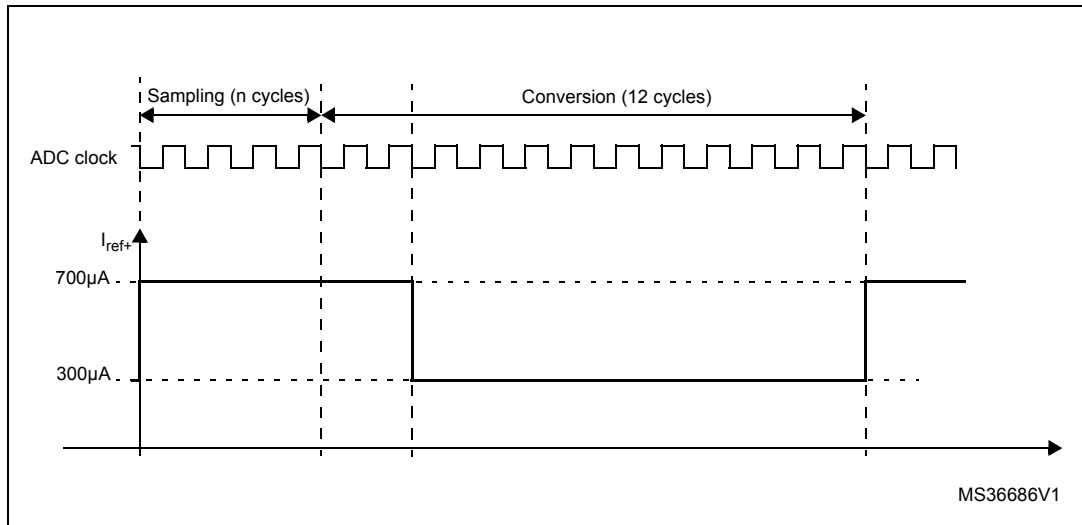 Sampling (n cycles)
Conversion (12 cycles)
ADC clock
Iref+
700µA
300µA
MS36686V1